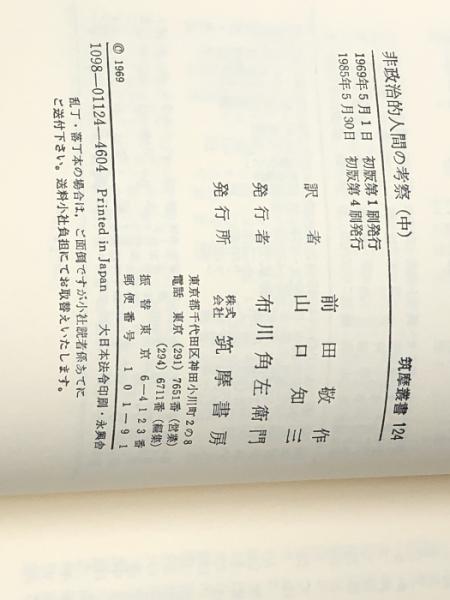 非政治的人間の考察(中) 筑摩叢書 124
1969年5月1日 初版第1刷発行
1985年5月30日 初版第4刷発行
訳者 前田敬作
山口知三
発行者 布川角左衛門
発行所 株式会社 筑摩書房
東京都千代田区神田小川町2の8
電話 東京 (291) 7651番 (営業)
(294) 6711番 (編集)
振替東京 6-4123番
郵便番号 101-91
© 1969
1098—01124—4604 Printed in Japan 大日本法令印刷・永興舎
乱丁・落丁本の場合は,ご面倒ですが小社読者係あてに
ご送付下さい。送料小社負担にてお取替えいたします。